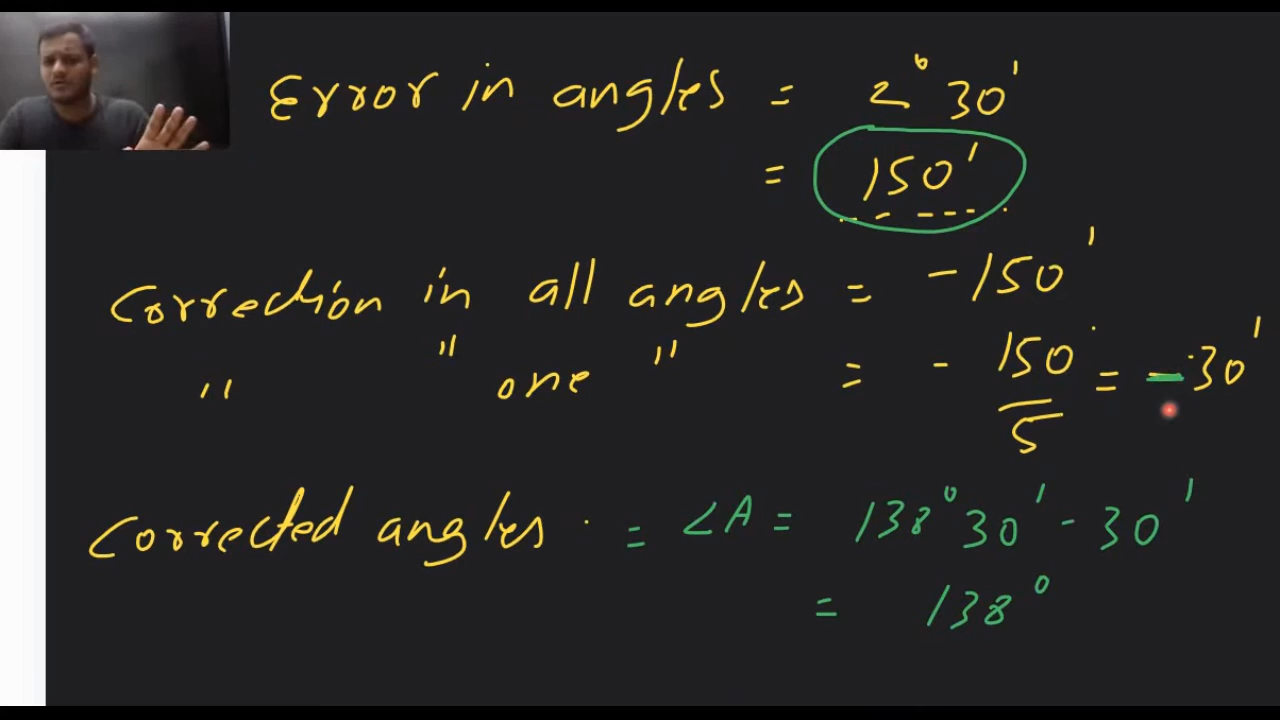 Error in angles = 2° 30'
= 150'
Correction in all angles = -150'
" " one " = - 150/5 = -30'
Corrected angles = ∠A = 138° 30' - 30'
= 138°